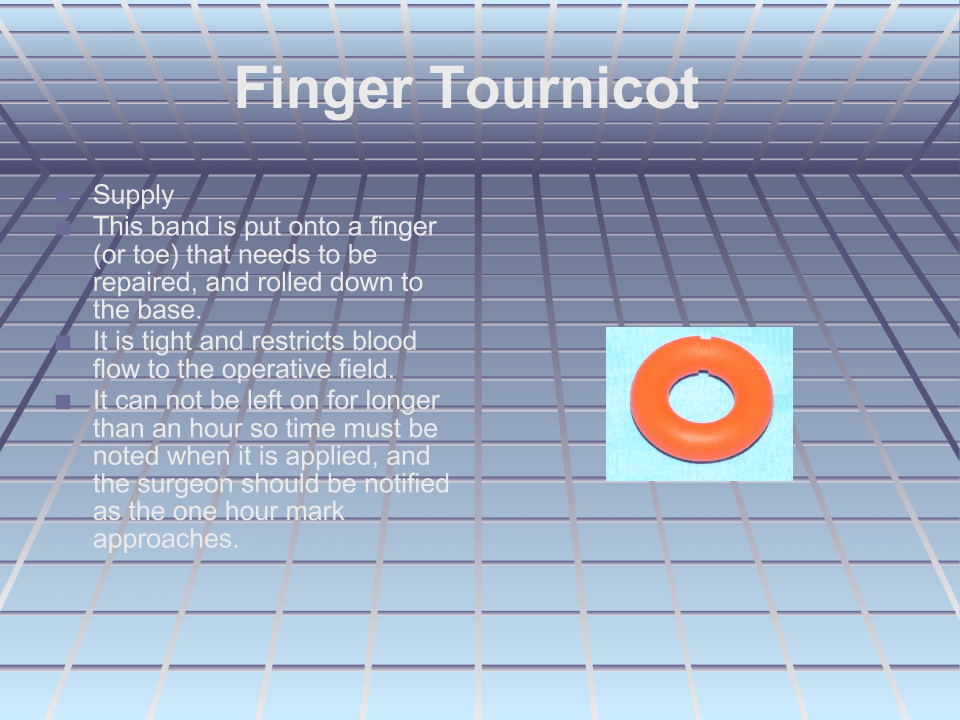 Finger Tournicot
Supply
This band is put onto a finger
(or toe) that needs to be
repaired, and rolled down to
the base.
It is tight and restricts blood
flow to the operative field.
It can not be left on for longer
than an hour so time must be
noted when it is applied, and
the surgeon should be notified
as the one hour mark
approaches.